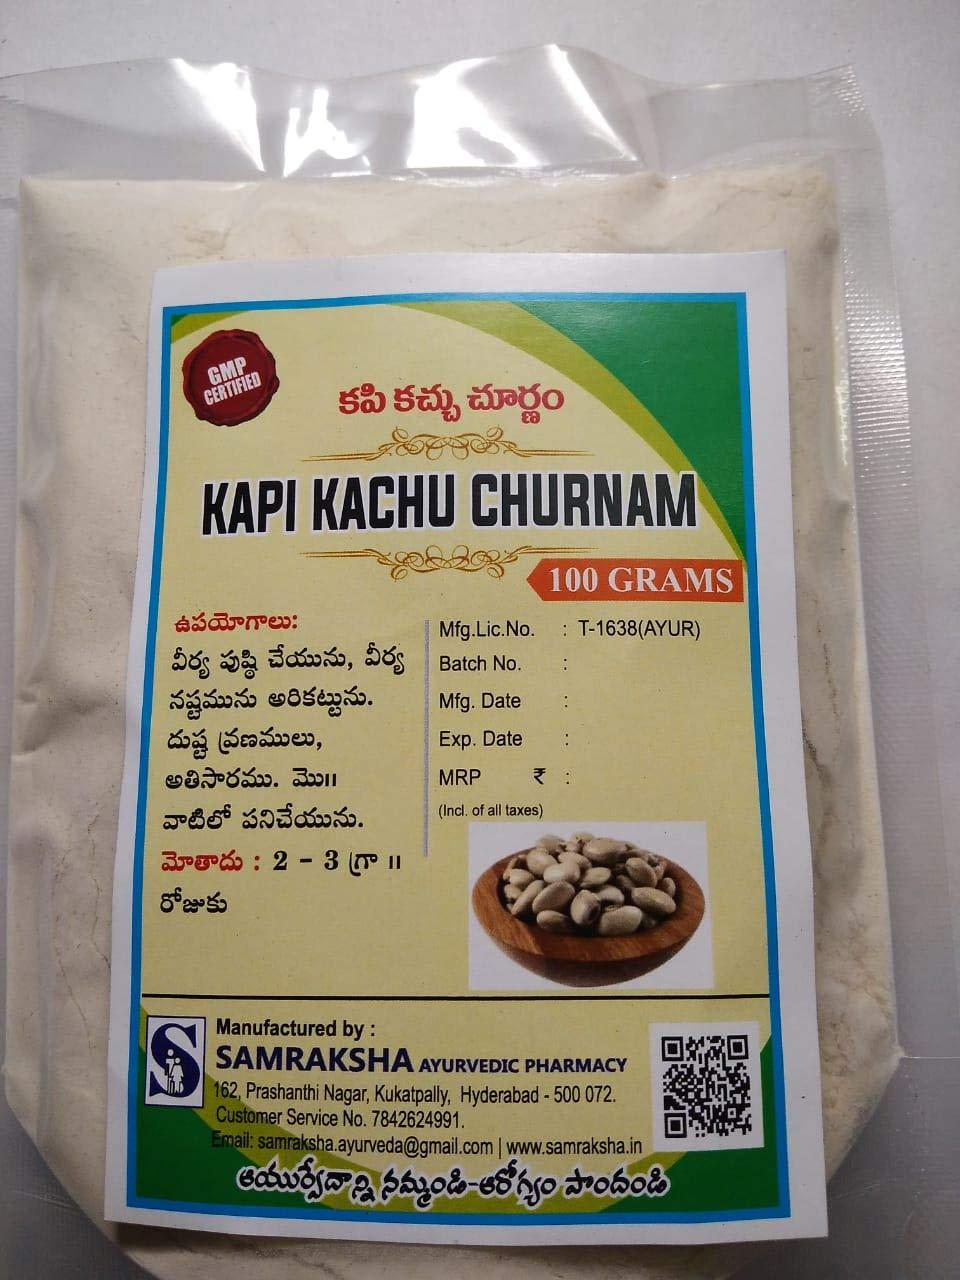 GMP
CERTIFIED
కపి కచ్చు చూర్ణం
KAPI KACHU CHURNAM
100 GRAMS
ఉపయోగాలు:
వీర్య పుష్ఠి చేయును, వీర్య
నష్టమును అరికట్టును.
దుష్ట వ్రణములు,
అతిసారము. మొ॥
వాటిలో పనిచేయును.
మోతాదు : 2 - 3 గ్రా ॥
రోజుకు
Mfg.Lic.No. : T-1638(AYUR)
Batch No. :
Mfg. Date :
Exp. Date :
MRP ₹ :
(Incl. of all taxes)
S
Manufactured by :
SAMRAKSHA AYURVEDIC PHARMACY
162, Prashanthi Nagar, Kukatpally, Hyderabad - 500 072.
Customer Service No. 7842624991.
Email: samraksha.ayurveda@gmail.com | www.samraksha.in
ఆయుర్వేదాన్ని నమ్మండి-ఆరోగ్యం పొందండి